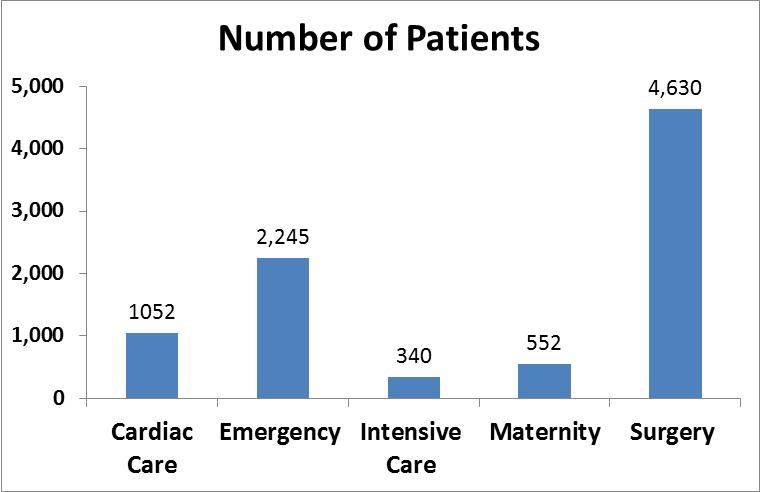 Number of Patients
5,000
4,000
3,000
2,000
1,000
0
1052
2,245
340
552
4,630
Cardiac Care
Emergency
Intensive Care
Maternity
Surgery